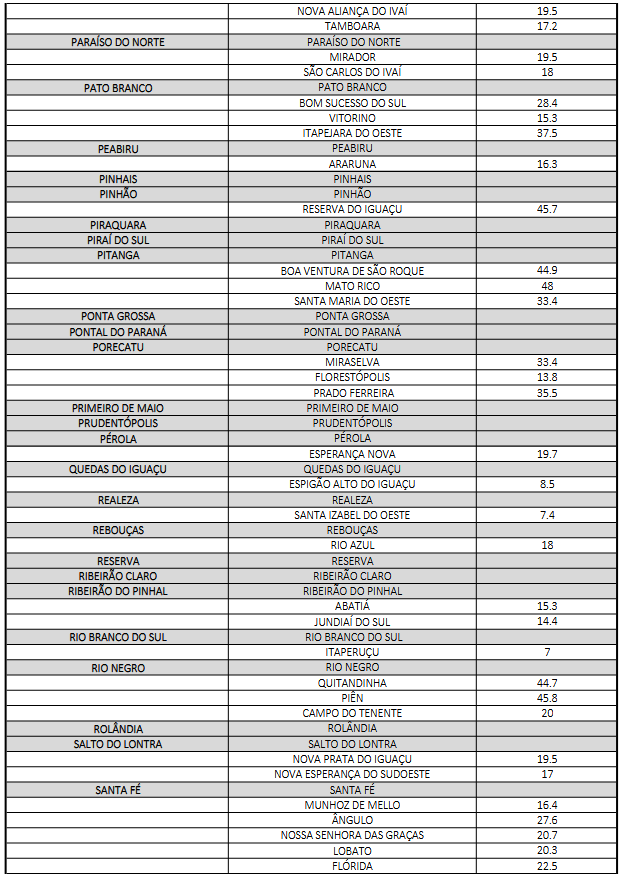 NOVA ALIANÇA DO IVAÍ 19.5
TAMBOARA 17.2
PARAÍSO DO NORTE PARAÍSO DO NORTE
MIRADOR 19.5
SÃO CARLOS DO IVAÍ 18
PATO BRANCO PATO BRANCO
BOM SUCESSO DO SUL 28.4
VITORINO 15.3
ITAPEJARA DO OESTE 37.5
PEABIRU PEABIRU
ARARUNA 16.3
PINHAIS PINHAIS
PINHÃO PINHÃO
RESERVA DO IGUAÇU 45.7
PIRAQUARA PIRAQUARA
PIRAÍ DO SUL PIRAÍ DO SUL
PITANGA PITANGA
BOA VENTURA DE SÃO ROQUE 44.9
MATO RICO 48
SANTA MARIA DO OESTE 33.4
PONTA GROSSA PONTA GROSSA
PONTAL DO PARANÁ PONTAL DO PARANÁ
PORECATU PORECATU
MIRASELVA 33.4
FLORESTÓPOLIS 13.8
PRADO FERREIRA 35.5
PRIMEIRO DE MAIO PRIMEIRO DE MAIO
PRUDENTÓPOLIS PRUDENTÓPOLIS
PÉROLA PÉROLA
ESPERANÇA NOVA 19.7
QUEDAS DO IGUAÇU QUEDAS DO IGUAÇU
ESPIGÃO ALTO DO IGUAÇU 8.5
REALEZA REALEZA
SANTA IZABEL DO OESTE 7.4
REBOUÇAS REBOUÇAS
RIO AZUL 18
RESERVA RESERVA
RIBEIRÃO CLARO RIBEIRÃO CLARO
RIBEIRÃO DO PINHAL RIBEIRÃO DO PINHAL
ABATIÁ 15.3
JUNDIAÍ DO SUL 14.4
RIO BRANCO DO SUL RIO BRANCO DO SUL
ITAPERUÇU 7
RIO NEGRO RIO NEGRO
QUITANDINHA 44.7
PIÊN 45.8
CAMPO DO TENENTE 20
ROLÂNDIA ROLÂNDIA
SALTO DO LONTRA SALTO DO LONTRA
NOVA PRATA DO IGUAÇU 19.5
NOVA ESPERANÇA DO SUDOESTE 17
SANTA FÉ SANTA FÉ
MUNHOZ DE MELLO 16.4
ÂNGULO 27.6
NOSSA SENHORA DAS GRAÇAS 20.7
LOBATO 20.3
FLÓRIDA 22.5